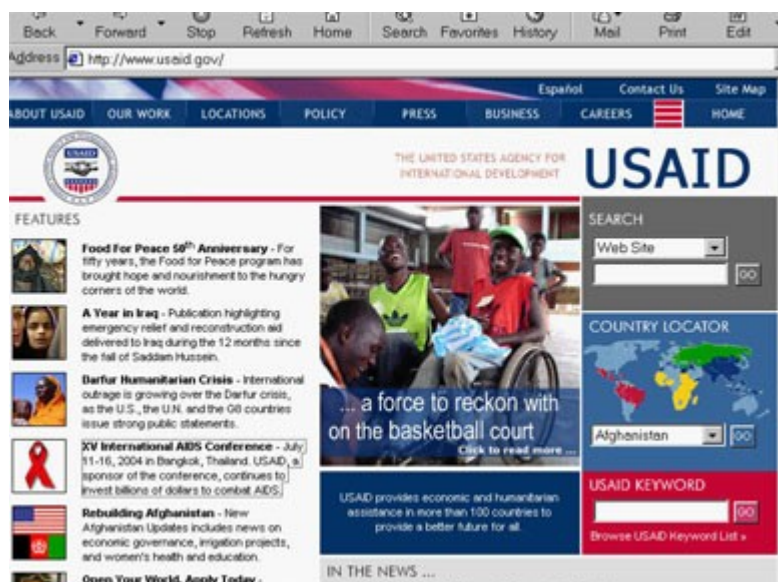 Back Forward Stop Refresh Home Search Favorites History Mail Print Edit
Address http://www.usaid.gov/
Español Contact Us Site Map
ABOUT USAID OUR WORK LOCATIONS POLICY PRESS BUSINESS CAREERS HOME
USAID
THE UNITED STATES AGENCY FOR
INTERNATIONAL DEVELOPMENT
USAID
FEATURES
Food For Peace 50th Anniversary - For
fifty years, the Food for Peace program has
brought hope and nourishment to the hungry
corners of the world.
A Year in Iraq - Publication highlighting
emergency relief and reconstruction aid
delivered to Iraq during the 12 months since
the fall of Saddam Hussein.
Darfur Humanitarian Crisis - International
outrage is growing over the Darfur crisis,
as the U.S., the U.N. and the G8 countries
issue strong public statements.
XV International AIDS Conference - July
11-16, 2004 in Bangkok, Thailand. USAID, a
sponsor of the conference, continues to
invest billions of dollars to combat AIDS.
Rebuilding Afghanistan - New
Afghanistan Updates includes news on
economic governance, irrigation projects,
and women's health and education.
Open Your World. Apply Today -
... a force to reckon with
on the basketball court
Click to read more ...
USAID provides economic and humanitarian
assistance in more than 100 countries to
provide a better future for all.
IN THE NEWS ...
SEARCH
Web Site
GO
COUNTRY LOCATOR
Afghanistan GO
USAID KEYWORD
GO
Browse USAID Keyword List »